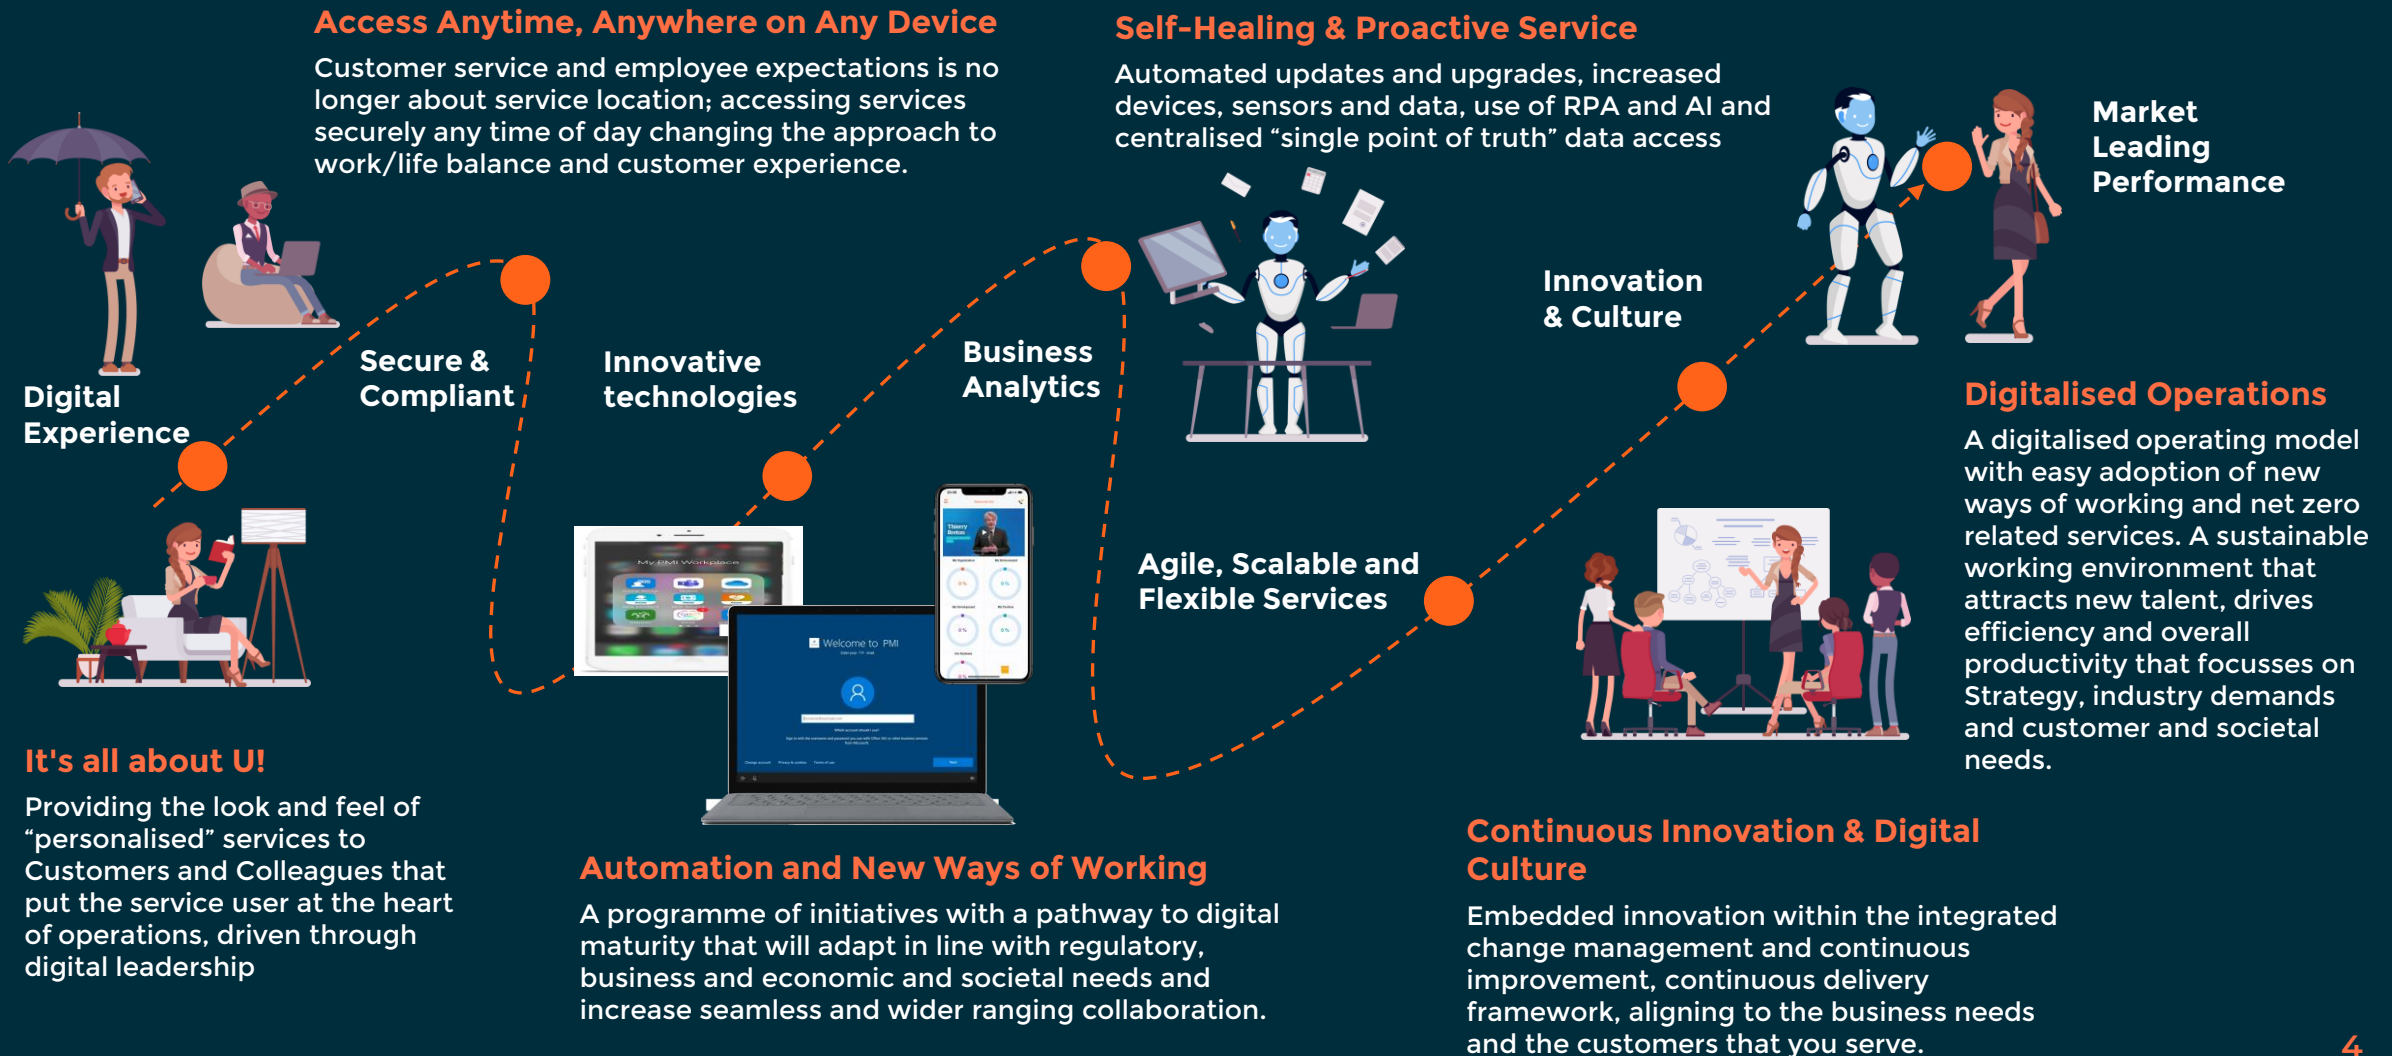 Access Anytime, Anywhere on Any Device
Customer service and employee expectations is no
longer about service location; accessing services
securely any time of day changing the approach to
work/life balance and customer experience.
Self-Healing & Proactive Service
Automated updates and upgrades, increased
devices, sensors and data, use of RPA and AI and
centralised “single point of truth” data access
Market
Leading
Performance
Innovation
& Culture
Secure &
Compliant
Innovative
technologies
Business
Analytics
Digital
Experience
Digitalised Operations
A digitalised operating model
with easy adoption of new
ways of working and net zero
related services. A sustainable
working environment that
attracts new talent, drives
efficiency and overall
productivity that focusses on
Strategy, industry demands
and customer and societal
needs.
Agile, Scalable and
Flexible Services
My PMI Workplace
Thierry
Breton
Welcome to PMI
It's all about U!
Providing the look and feel of
“personalised” services to
Customers and Colleagues that
put the service user at the heart
of operations, driven through
digital leadership
Automation and New Ways of Working
A programme of initiatives with a pathway to digital
maturity that will adapt in line with regulatory,
business and economic and societal needs and
increase seamless and wider ranging collaboration.
Continuous Innovation & Digital
Culture
Embedded innovation within the integrated
change management and continuous
improvement, continuous delivery
framework, aligning to the business needs
and the customers that you serve.
4